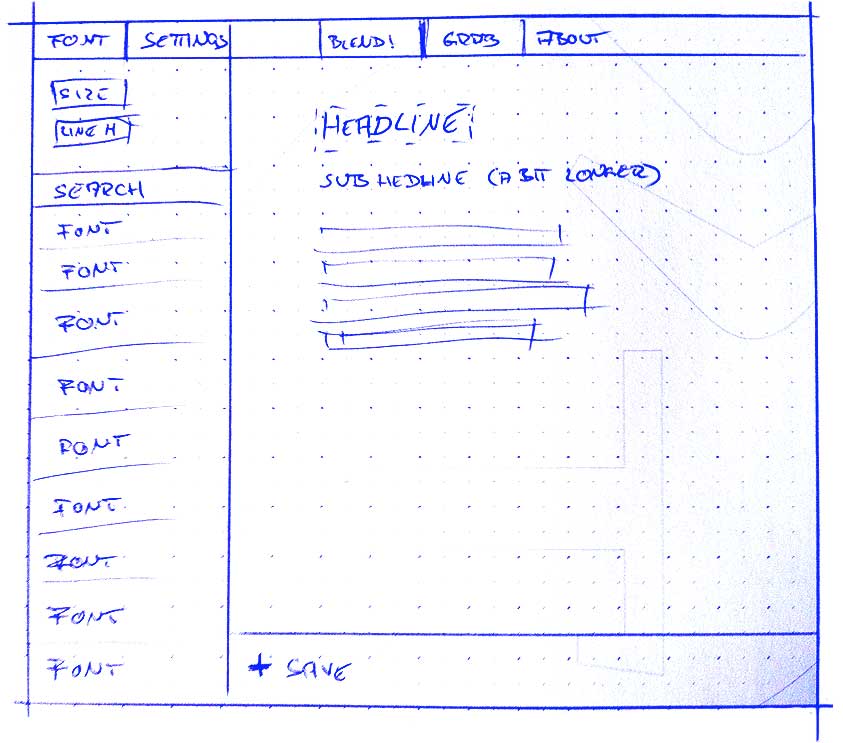 FONT SETTINGS BLEND! GRUB ABOUT
SIZE
LINE H
HEADLINE
SUB HEDLINE (A BIT LONGER)
SEARCH
FONT
FONT
FONT
FONT
FONT
FONT
FONT
FONT
FONT
+ SAVE